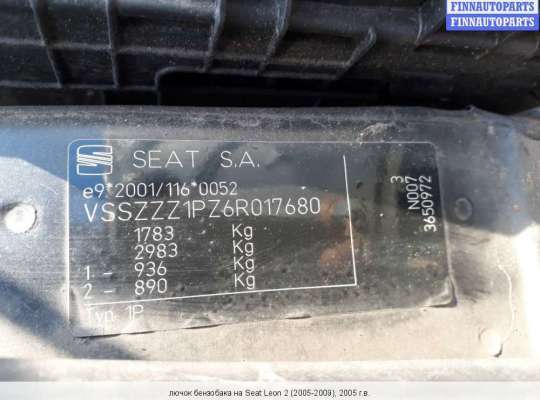 FINNAUTOPARTS
FINNAUTOPARTS
SEAT S.A.
e9*2001/116*0052
VSSZZZ1PZ6R017680
1783 Kg
2983 Kg
1 - 936 Kg
2 - 890 Kg
Typ. 1P
3
N007
3650972
лючок бензобака на Seat Leon 2 (2005-2009), 2005 г.в.